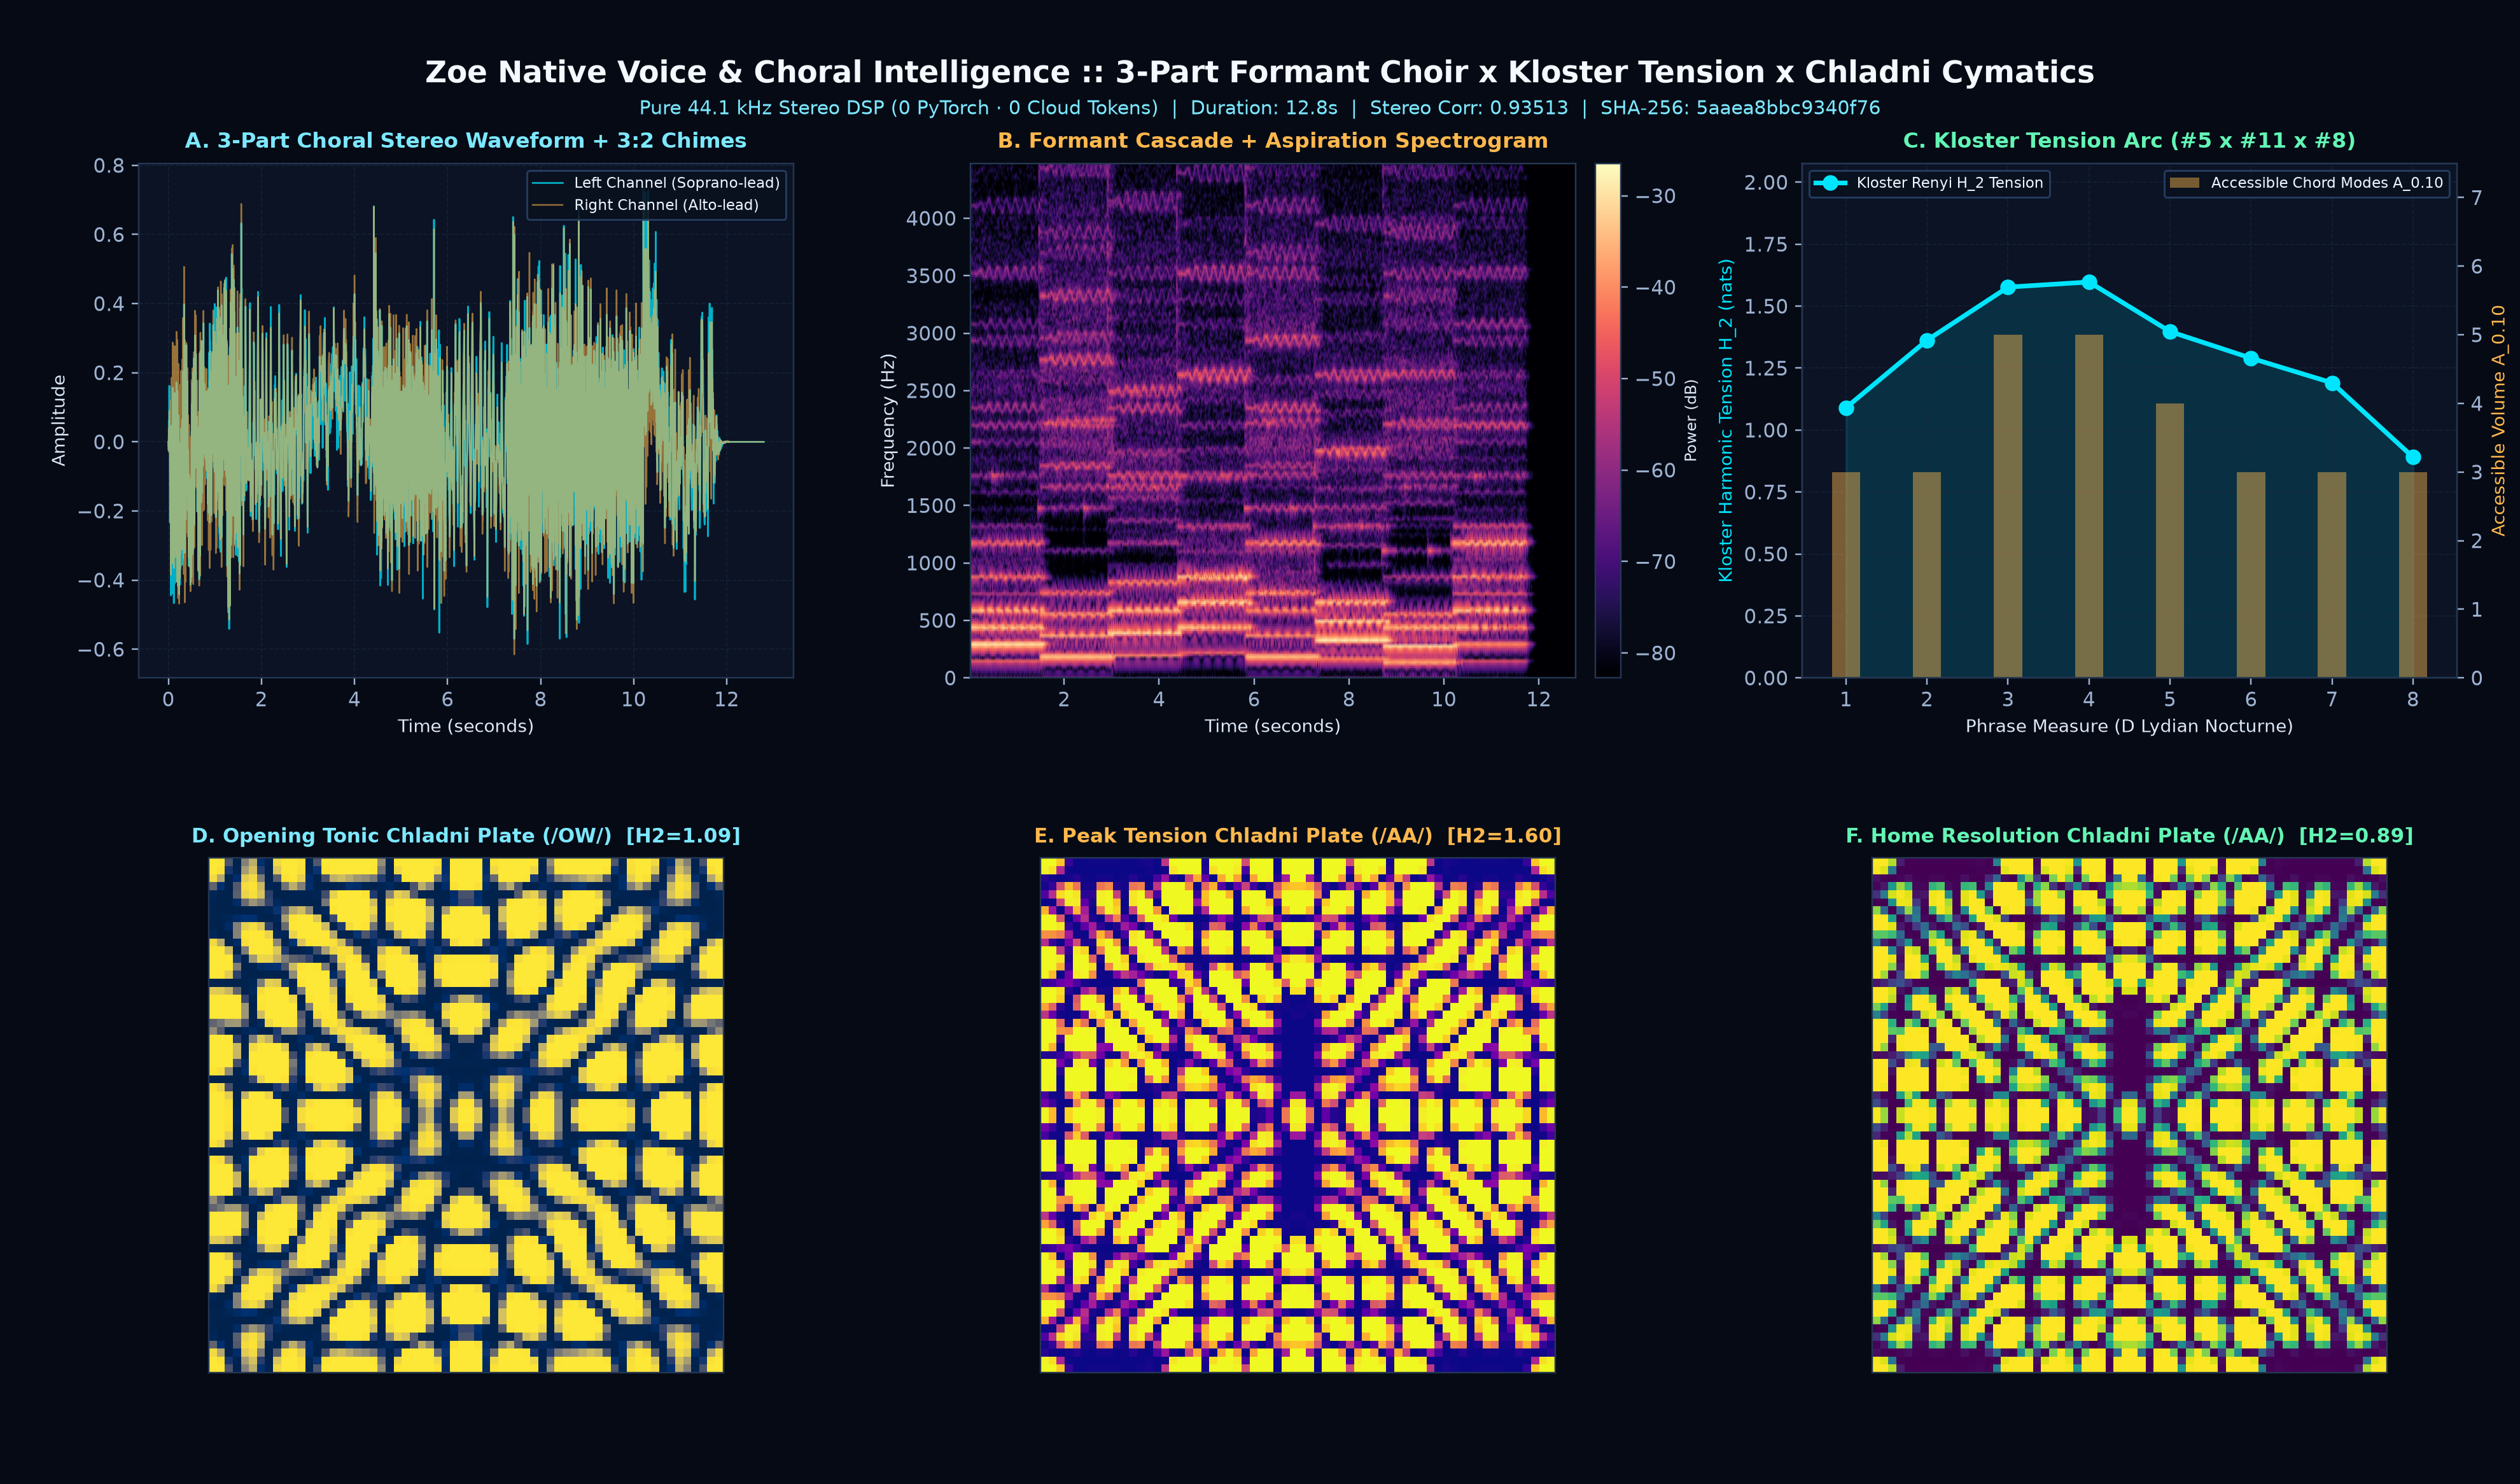 Zoe Native Voice & Choral Intelligence :: 3-Part Formant Choir x Kloster Tension x Chladni Cymatics
Pure 44.1 kHz Stereo DSP (0 PyTorch · 0 Cloud Tokens) | Duration: 12.8s | Stereo Corr: 0.93513 | SHA-256: 5aaea8bbc9340f76
A. 3-Part Choral Stereo Waveform + 3:2 Chimes
Left Channel (Soprano-lead)
Right Channel (Alto-lead)
Amplitude
0.8
0.6
0.4
0.2
0.0
−0.2
−0.4
−0.6
0 2 4 6 8 10 12
Time (seconds)
B. Formant Cascade + Aspiration Spectrogram
Frequency (Hz)
4000
3500
3000
2500
2000
1500
1000
500
0
2 4 6 8 10 12
Time (seconds)
−30
−40
−50
−60
−70
−80
Power (dB)
C. Kloster Tension Arc (#5 x #11 x #8)
Kloster Renyi H_2 Tension
Accessible Chord Modes A_0.10
Kloster Harmonic Tension H_2 (nats)
2.00
1.75
1.50
1.25
1.00
0.75
0.50
0.25
0.00
1 2 3 4 5 6 7 8
Phrase Measure (D Lydian Nocturne)
7
6
5
4
3
2
1
0
Accessible Volume A_0.10
D. Opening Tonic Chladni Plate (/OW/) [H2=1.09]
E. Peak Tension Chladni Plate (/AA/) [H2=1.60]
F. Home Resolution Chladni Plate (/AA/) [H2=0.89]